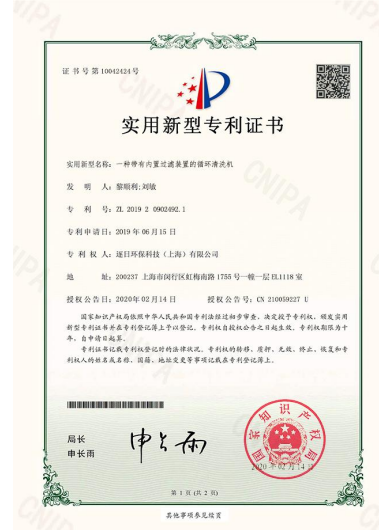 证书号第10042424号
实用新型专利证书
实用新型名称：一种带有内置过滤装置的循环清洗机
发 明 人：黎顺利;刘敏
专 利 号：ZL 2019 2 0902492.1
专利申请日：2019年06月15日
专 利 权 人：逐日环保科技（上海）有限公司
地 址：200237 上海市闵行区虹梅南路1755号一幢一层EL1118室
授权公告日：2020年02月14日 授权公告号：CN 210059227 U
国家知识产权局依照中华人民共和国专利法经过初步审查，决定授予专利权，颁发实用
新型专利证书并在专利登记簿上予以登记。专利权自授权公告之日起生效。专利权期限为十
年，自申请日起算。
专利证书记载专利权登记时的法律状况。专利权的转移、质押、无效、终止、恢复和专
利权人的姓名或名称、国籍、地址变更等事项记载在专利登记簿上。
局长
申长雨
申长雨
国家知识产权局
2020年02月14日
第 1 页 (共 2 页)
其他事项参见续页
CNIPA
CNIPA
CNIPA